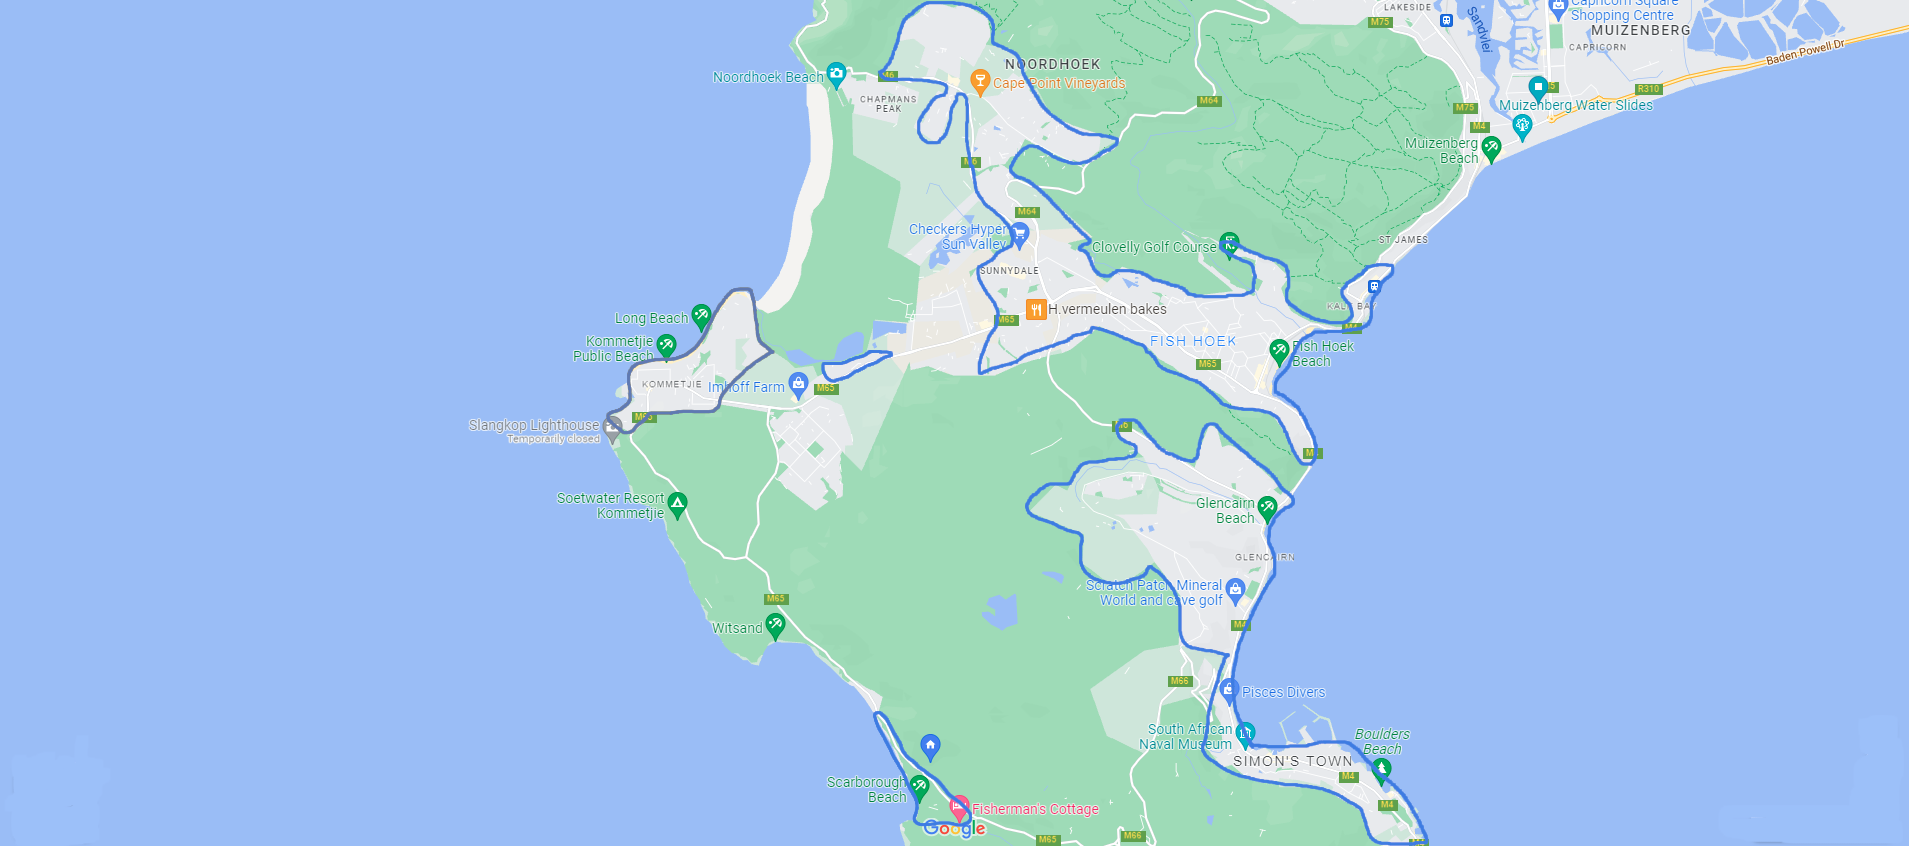 LAKESIDE
Capricorn Square
Shopping Centre
M75
Sandvlei
MUIZENBERG
CAPRICORN
Baden Powell Dr
NOORDHOEK
Noordhoek Beach
M6
Cape Point Vineyards
CHAPMANS
PEAK
M64
M75
R310
Muizenberg Water Slides
M4
Muizenberg
Beach
M6
M64
Checkers Hyper
Sun Valley
Clovelly Golf Course
ST JAMES
SUNNYDALE
KALK BAY
Long Beach
M65
H.vermeulen bakes
M4
Kommetjie
Public Beach
FISH HOEK
Fish Hoek
Beach
M65
KOMMETJIE
Imhoff Farm
M65
M65
Slangkop Lighthouse
Temporarily closed
M6
Soetwater Resort
Kommetjie
Glencairn
Beach
GLENCAIRN
Scratch Patch Mineral
World and cave golf
M65
Witsand
M4
M66
Pisces Divers
South African
Naval Museum
Boulders
Beach
SIMON'S TOWN
M4
Scarborough
Beach
M4
Fisherman's Cottage
Google
M65
M66